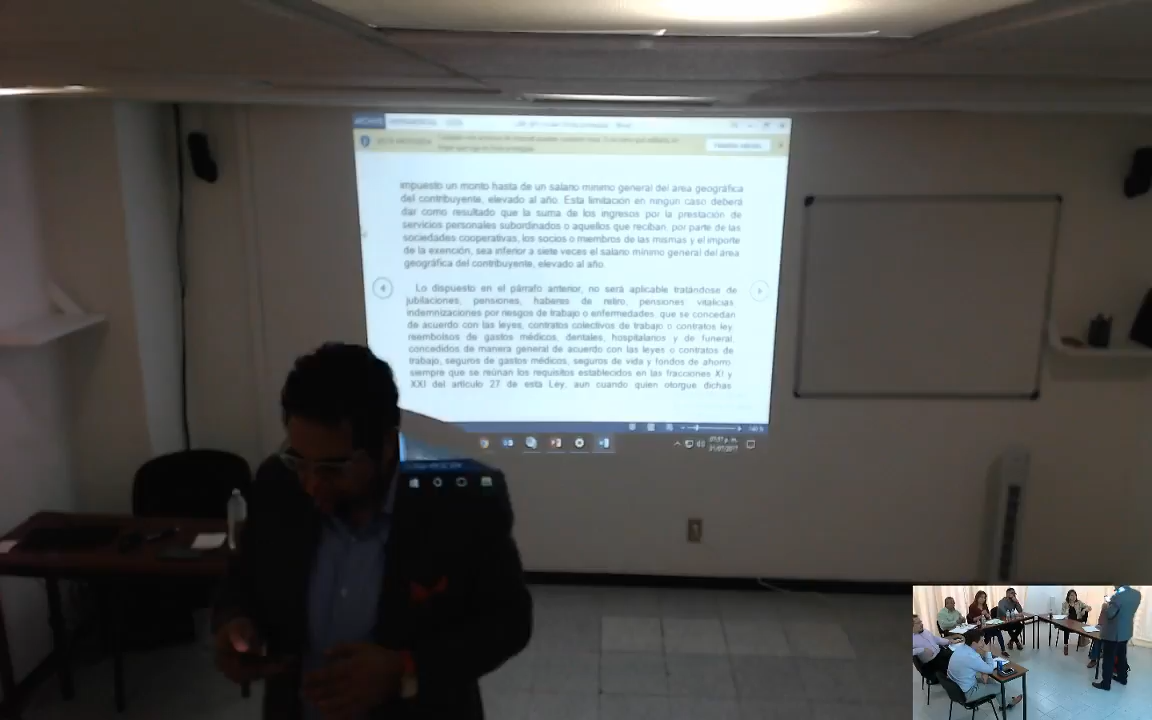 impuesto un monto hasta de un salario mínimo general del área geográfica
del contribuyente, elevado al año. Esta limitación en ningún caso deberá
dar como resultado que la suma de los ingresos por la prestación de
servicios personales subordinados o aquellos que reciban, por parte de las
sociedades cooperativas, los socios o miembros de las mismas y el importe
de la exención, sea inferior a siete veces el salario mínimo general del área
geográfica del contribuyente, elevado al año.
Lo dispuesto en el párrafo anterior, no será aplicable tratándose de
jubilaciones, pensiones, haberes de retiro, pensiones vitalicias
indemnizaciones por riesgos de trabajo o enfermedades, que se concedan
de acuerdo con las leyes, contratos colectivos de trabajo o contratos ley
reembolsos de gastos médicos, dentales, hospitalarios y de funeral
concedidos de manera general de acuerdo con las leyes o contratos de
trabajo, seguros de gastos médicos, seguros de vida y fondos de ahorro
siempre que se reúnan los requisitos establecidos en las fracciones XI y
XXI del artículo 27 de esta Ley, aun cuando quien otorgue dichas